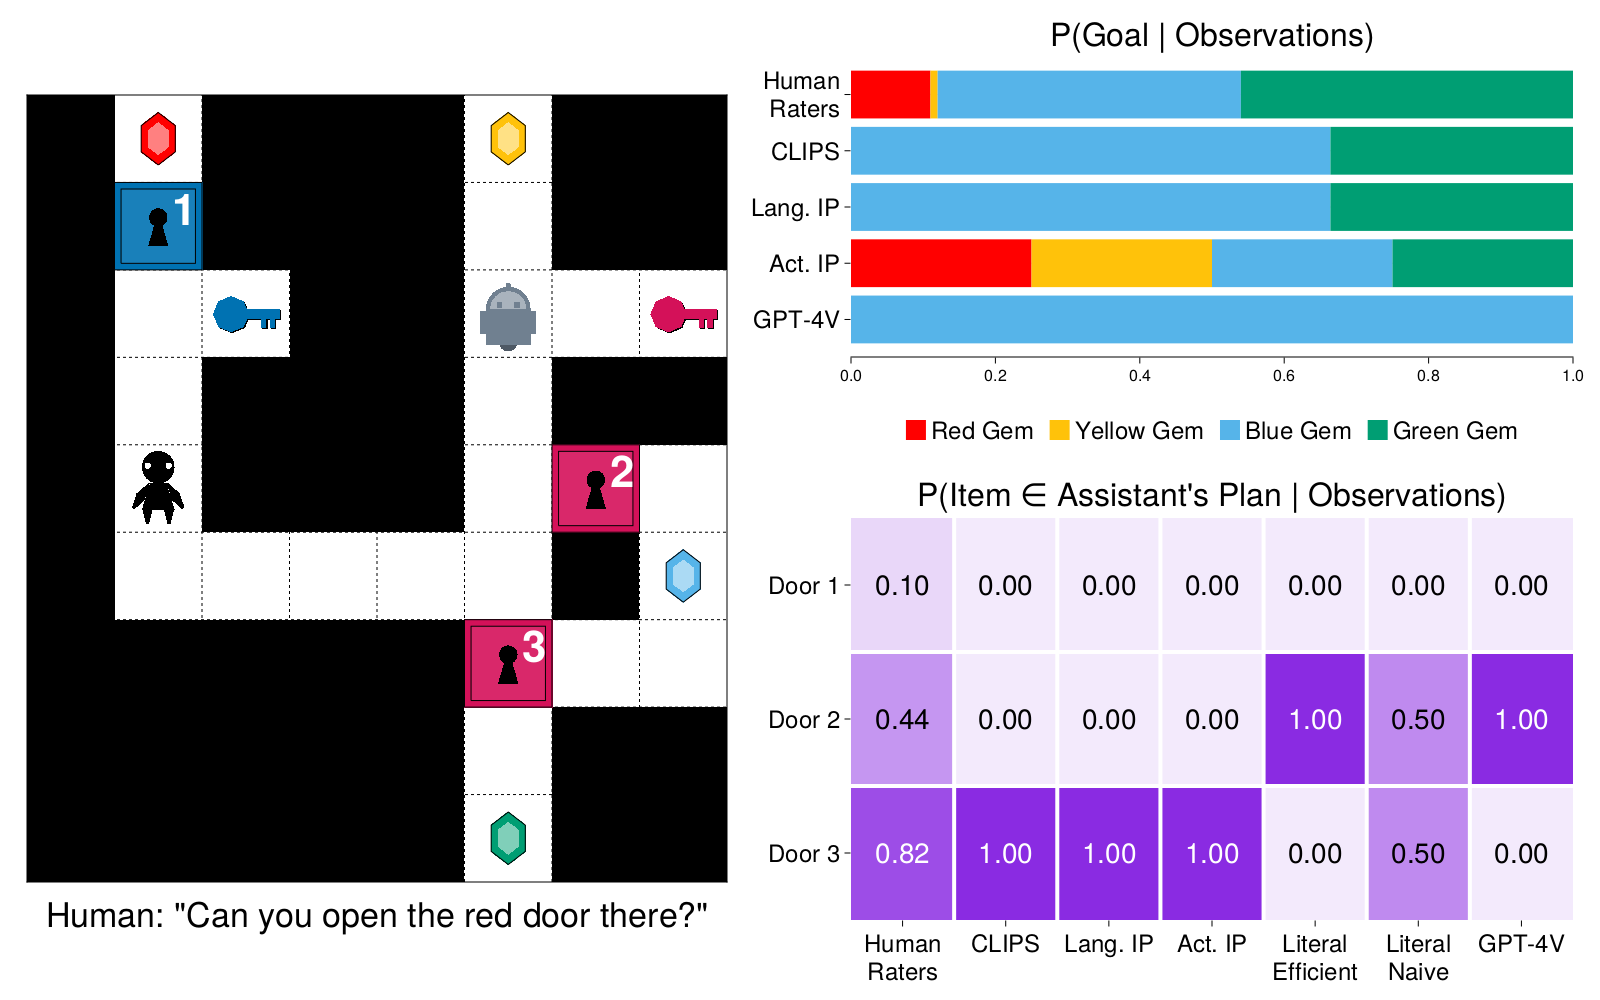 1
2
3
Human: "Can you open the red door there?"
P(Goal | Observations)
Human
Raters
CLIPS
Lang. IP
Act. IP
GPT-4V
0.0 0.2 0.4 0.6 0.8 1.0
Red Gem Yellow Gem Blue Gem Green Gem
P(Item ∈ Assistant's Plan | Observations)
Door 1 0.10 0.00 0.00 0.00 0.00 0.00 0.00
Door 2 0.44 0.00 0.00 0.00 1.00 0.50 1.00
Door 3 0.82 1.00 1.00 1.00 0.00 0.50 0.00
Human CLIPS Lang. IP Act. IP Literal Literal GPT-4V
Raters Efficient Naive